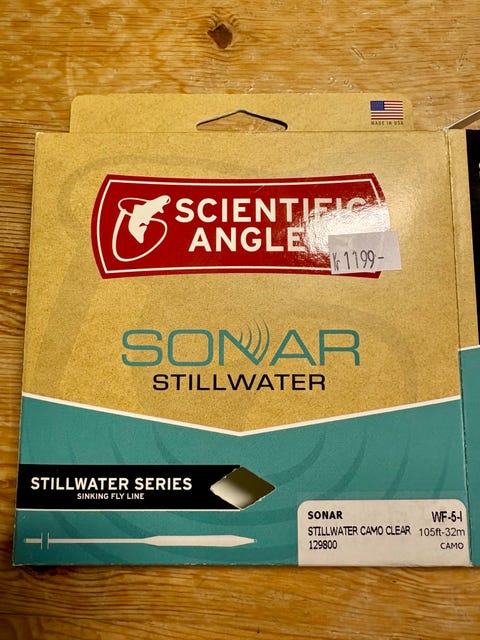 MADE IN USA
SCIENTIFIC
ANGLE
Kr 1199-
SONAR
STILLWATER
STILLWATER SERIES
SINKING FLY LINE
SONAR WF-5-I
STILLWATER CAMO CLEAR 105ft-32m
129800 CAMO